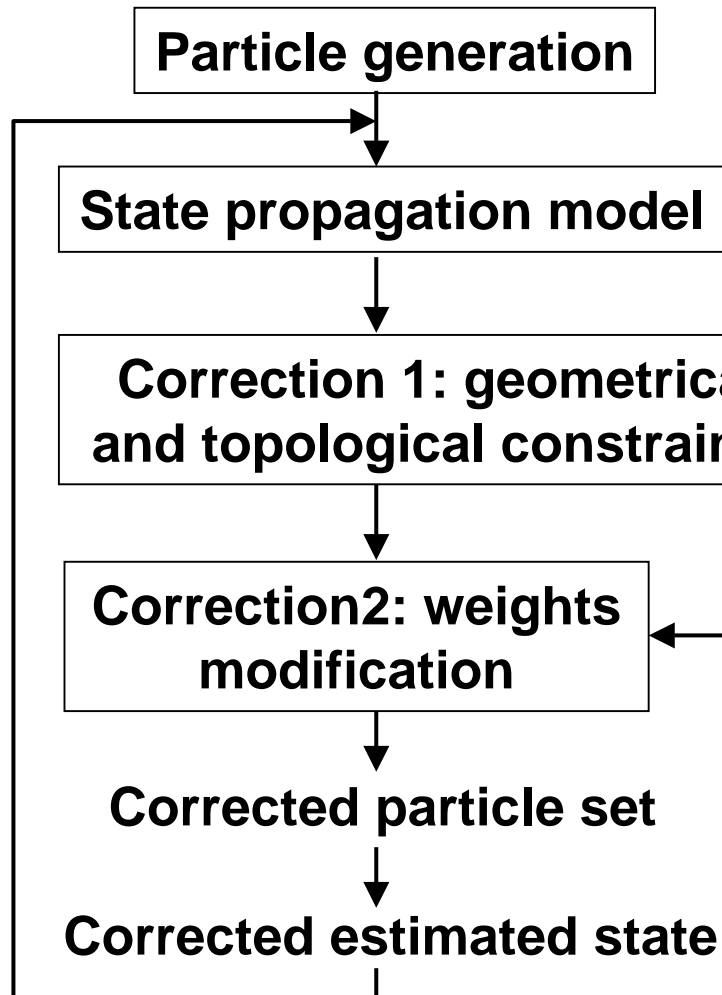 Particle generation
State propagation model
Correction 1: geometrica
and topological constrain
Correction2: weights
modification
Corrected particle set
Corrected estimated state